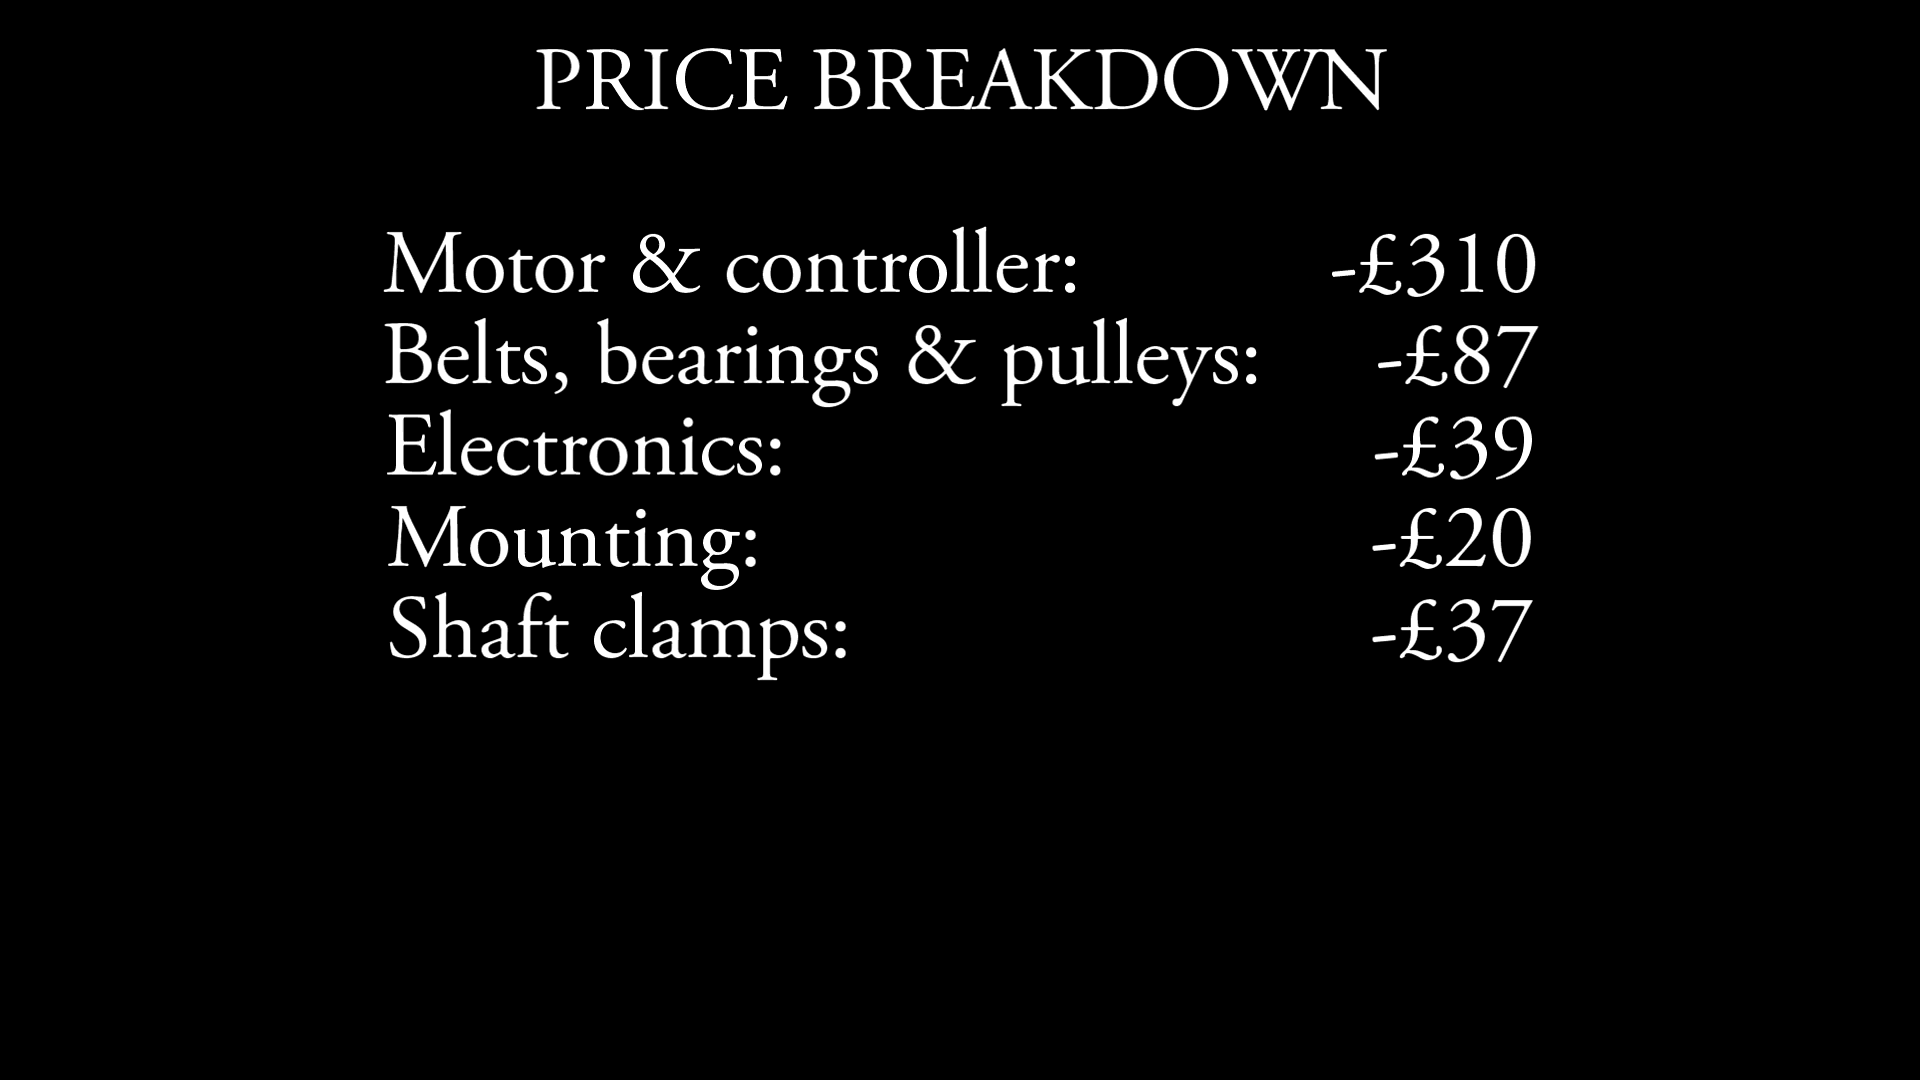 PRICE BREAKDOWN
Motor & controller: -£310
Belts, bearings & pulleys: -£87
Electronics: -£39
Mounting: -£20
Shaft clamps: -£37